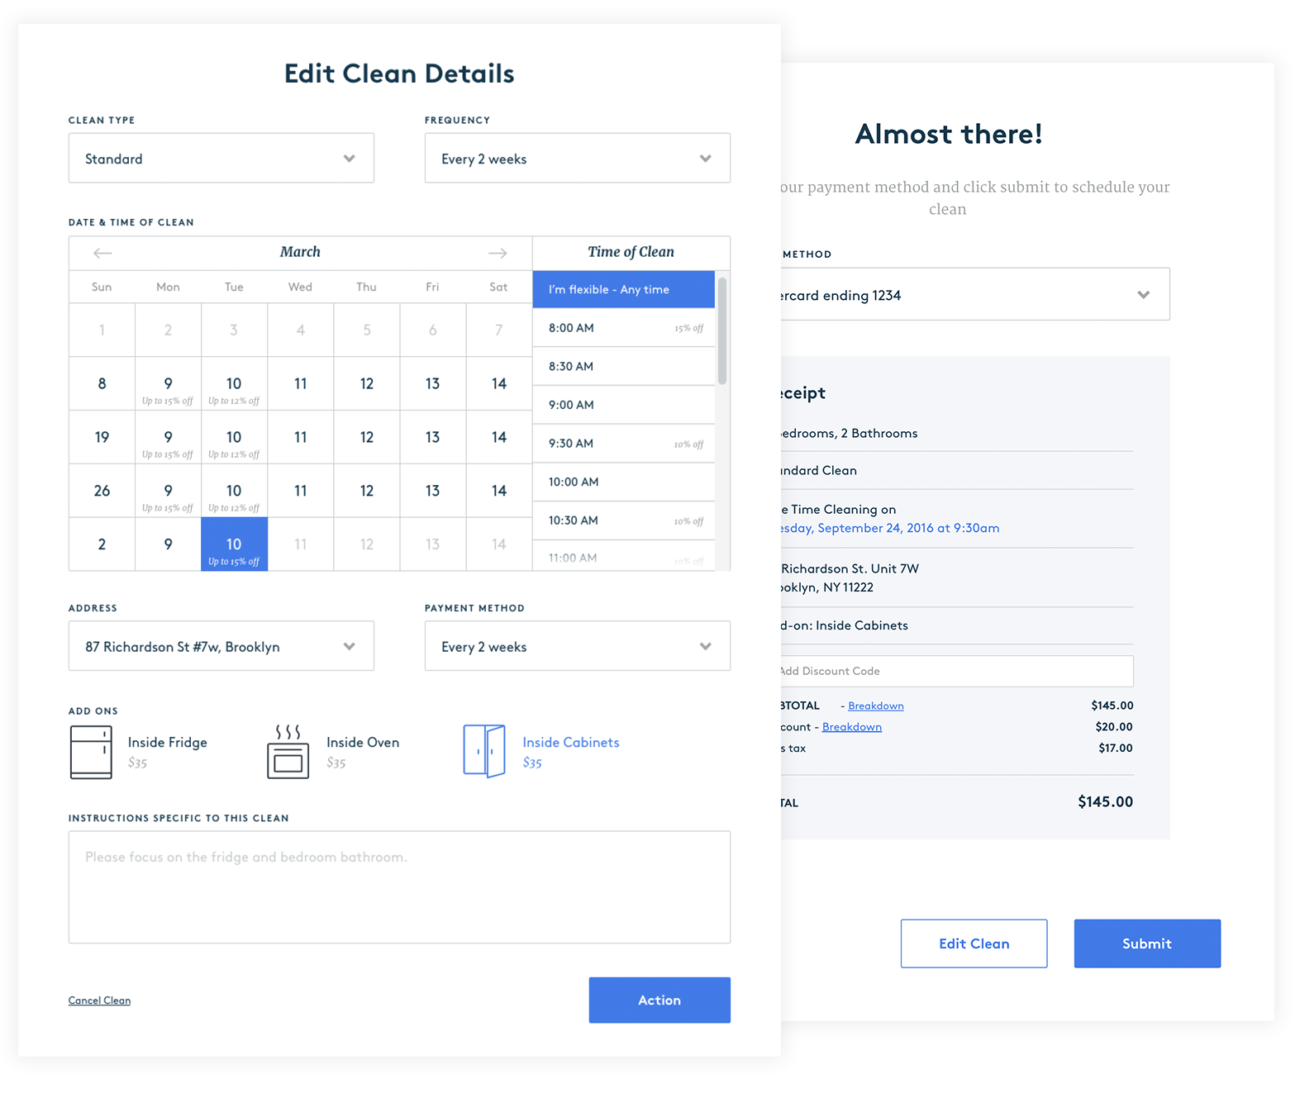 Edit Clean Details
CLEAN TYPE
FREQUENCY
Standard
Every 2 weeks
DATE & TIME OF CLEAN
March
Time of Clean
Sun Mon Tue Wed Thu Fri Sat
1 2 3 4 5 6 7
8 9 10 11 12 13 14
Up to 15% off Up to 12% off
19 9 10 11 12 13 14
Up to 15% off Up to 12% off
26 9 10 11 12 13 14
Up to 15% off Up to 12% off
2 9 10 11 12 13 14
Up to 15% off
I'm flexible - Any time
8:00 AM 15% off
8:30 AM
9:00 AM
9:30 AM 10% off
10:00 AM
10:30 AM 10% off
11:00 AM 10% off
ADDRESS
PAYMENT METHOD
87 Richardson St #7w, Brooklyn
Every 2 weeks
ADD ONS
Inside Fridge
$35
Inside Oven
$35
Inside Cabinets
$35
INSTRUCTIONS SPECIFIC TO THIS CLEAN
Please focus on the fridge and bedroom bathroom.
Cancel Clean
Action
Almost there!
our payment method and click submit to schedule your
clean
METHOD
ercard ending 1234
ceipt
edrooms, 2 Bathrooms
ndard Clean
e Time Cleaning on
esday, September 24, 2016 at 9:30am
Richardson St. Unit 7W
oklyn, NY 11222
d-on: Inside Cabinets
Add Discount Code
BTOTAL - Breakdown $145.00
count - Breakdown $20.00
s tax $17.00
TAL $145.00
Edit Clean
Submit